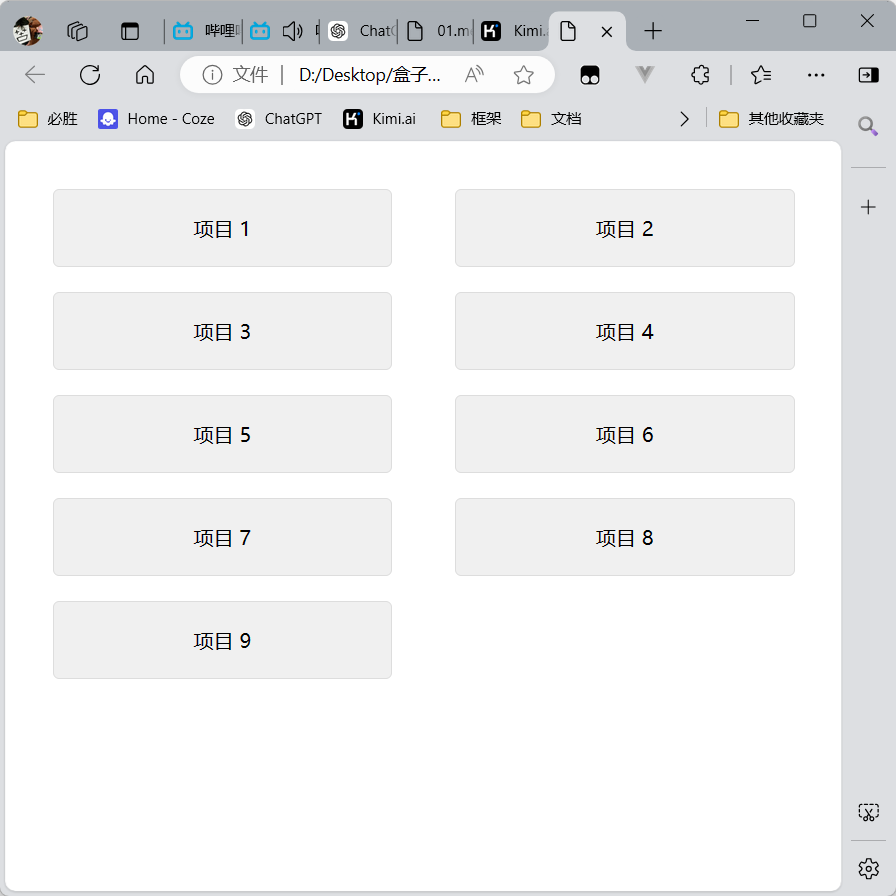 哔哩 ChatG 01.m Kimi.
文件 D:/Desktop/盒子...
必胜 Home - Coze ChatGPT Kimi.ai 框架 文档 其他收藏夹
项目 1 项目 2
项目 3 项目 4
项目 5 项目 6
项目 7 项目 8
项目 9